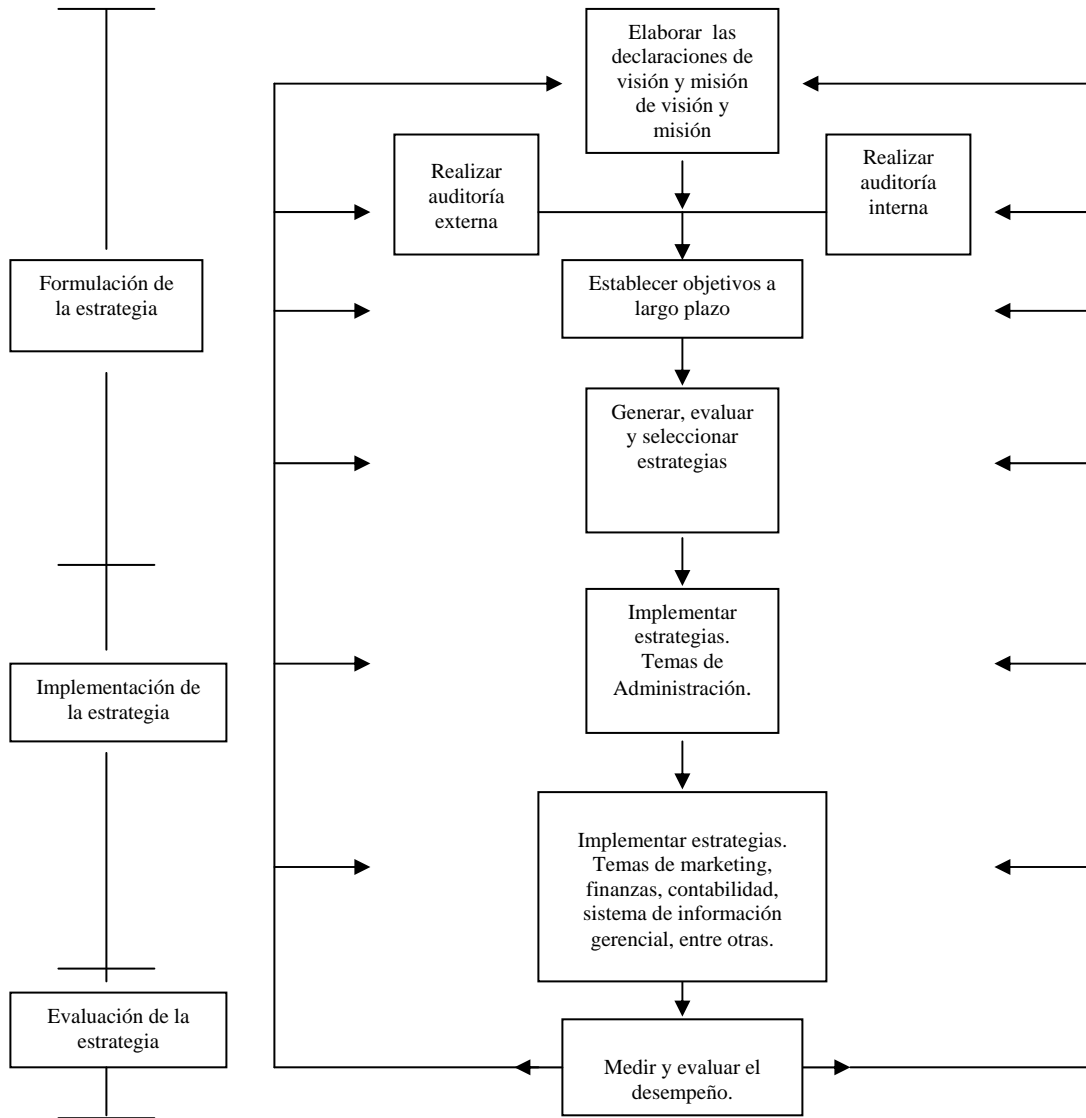 Elaborar las
declaraciones de
visión y misión
de visión y
misión
Realizar
auditoría
externa
Realizar
auditoría
interna
Formulación de
la estrategia
Establecer objetivos a
largo plazo
Generar, evaluar
y seleccionar
estrategias
Implementar
estrategias.
Temas de
Administración.
Implementación de
la estrategia
Implementar estrategias.
Temas de marketing,
finanzas, contabilidad,
sistema de información
gerencial, entre otras.
Evaluación de la
estrategia
Medir y evaluar el
desempeño.